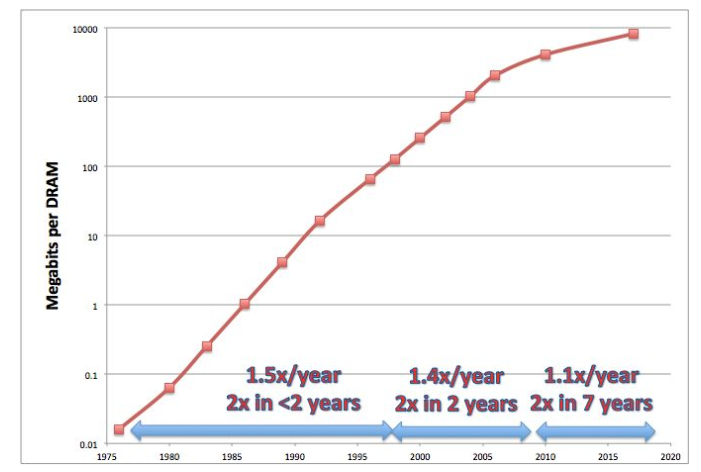 10000
1000
100
10
1
0.1
0.01
Megabits per DRAM
1.5x/year
2x in <2 years
1.4x/year
2x in 2 years
1.1x/year
2x in 7 years
1975 1980 1985 1990 1995 2000 2005 2010 2015 2020